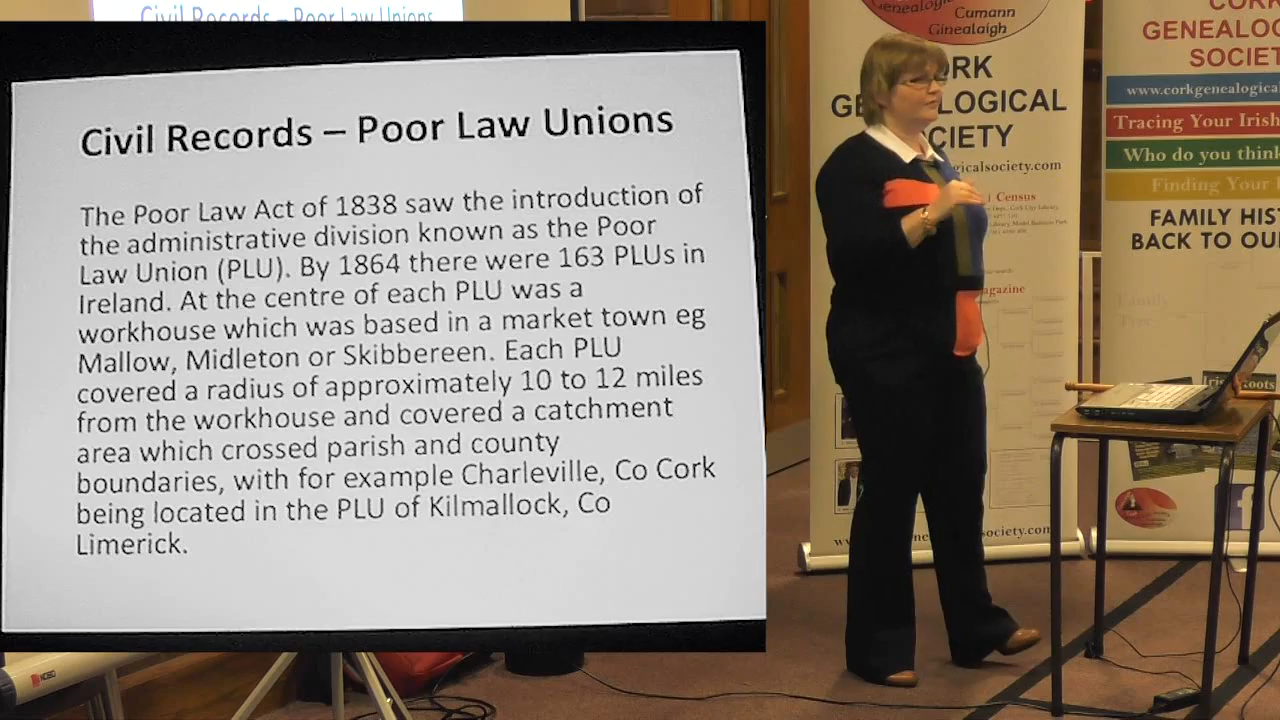 Civil Records – Poor Law Unions
Civil Records – Poor Law Unions
The Poor Law Act of 1838 saw the introduction of
the administrative division known as the Poor
Law Union (PLU). By 1864 there were 163 PLUs in
Ireland. At the centre of each PLU was a
workhouse which was based in a market town eg
Mallow, Midleton or Skibbereen. Each PLU
covered a radius of approximately 10 to 12 miles
from the workhouse and covered a catchment
area which crossed parish and county
boundaries, with for example Charleville, Co Cork
being located in the PLU of Kilmallock, Co
Limerick.
Cumann
Ginealaigh
CORK
GENEALOGICAL
SOCIETY
Census
CORK
GENEALOGICAL
SOCIETY
www.corkgenealogical
Tracing Your Irish
Who do you think
Finding Your
FAMILY HIS
BACK TO OU
Family
Tree